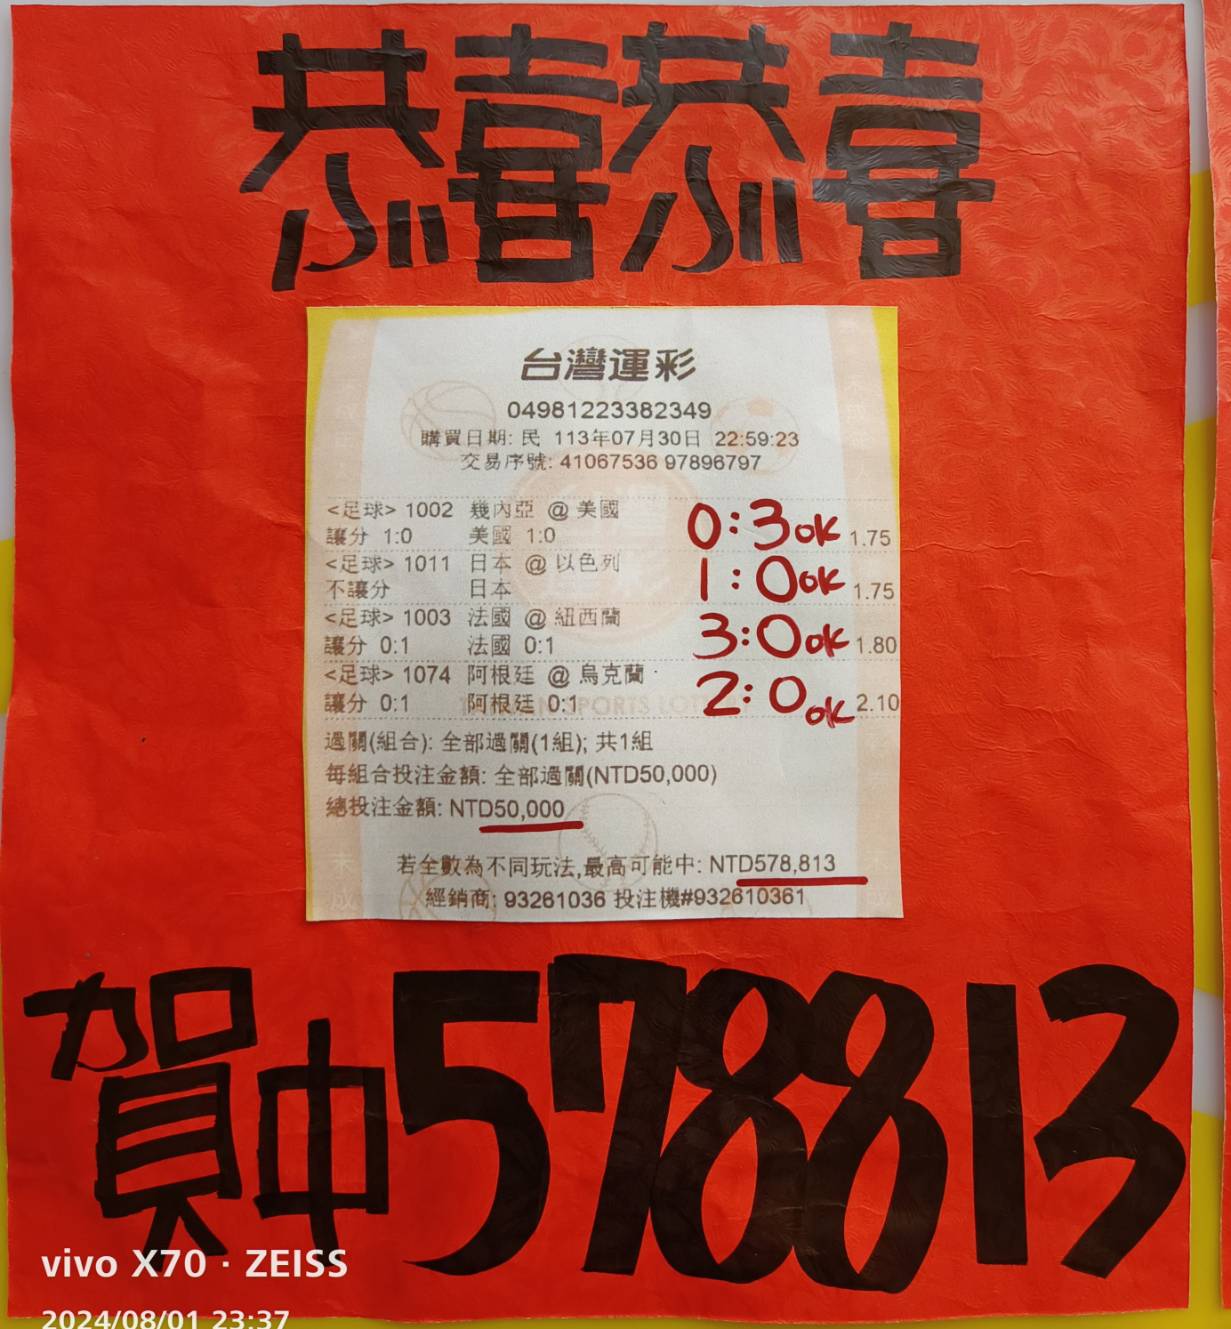 恭喜恭喜
台灣運彩
04981223382349
購買日期: 民 113年07月30日 22:59:23
交易序號: 41067536 97896797
<足球> 1002 幾內亞 @ 美國
讓分 1:0 美國 1:0 0:3 ok 1.75
<足球> 1011 日本 @ 以色列
不讓分 日本 1:0 ok 1.75
<足球> 1003 法國 @ 紐西蘭
讓分 0:1 法國 0:1 3:0 ok 1.80
<足球> 1074 阿根廷 @ 烏克蘭
讓分 0:1 阿根廷 0:1 2:0 ok 2.10
過關(組合): 全部過關(1組); 共1組
每組合投注金額: 全部過關(NTD50,000)
總投注金額: NTD50,000
若全數為不同玩法,最高可能中: NTD578,813
經銷商: 93261036 投注機#932610361
賀中578813
vivo X70 · ZEISS
2024/08/01 23:37